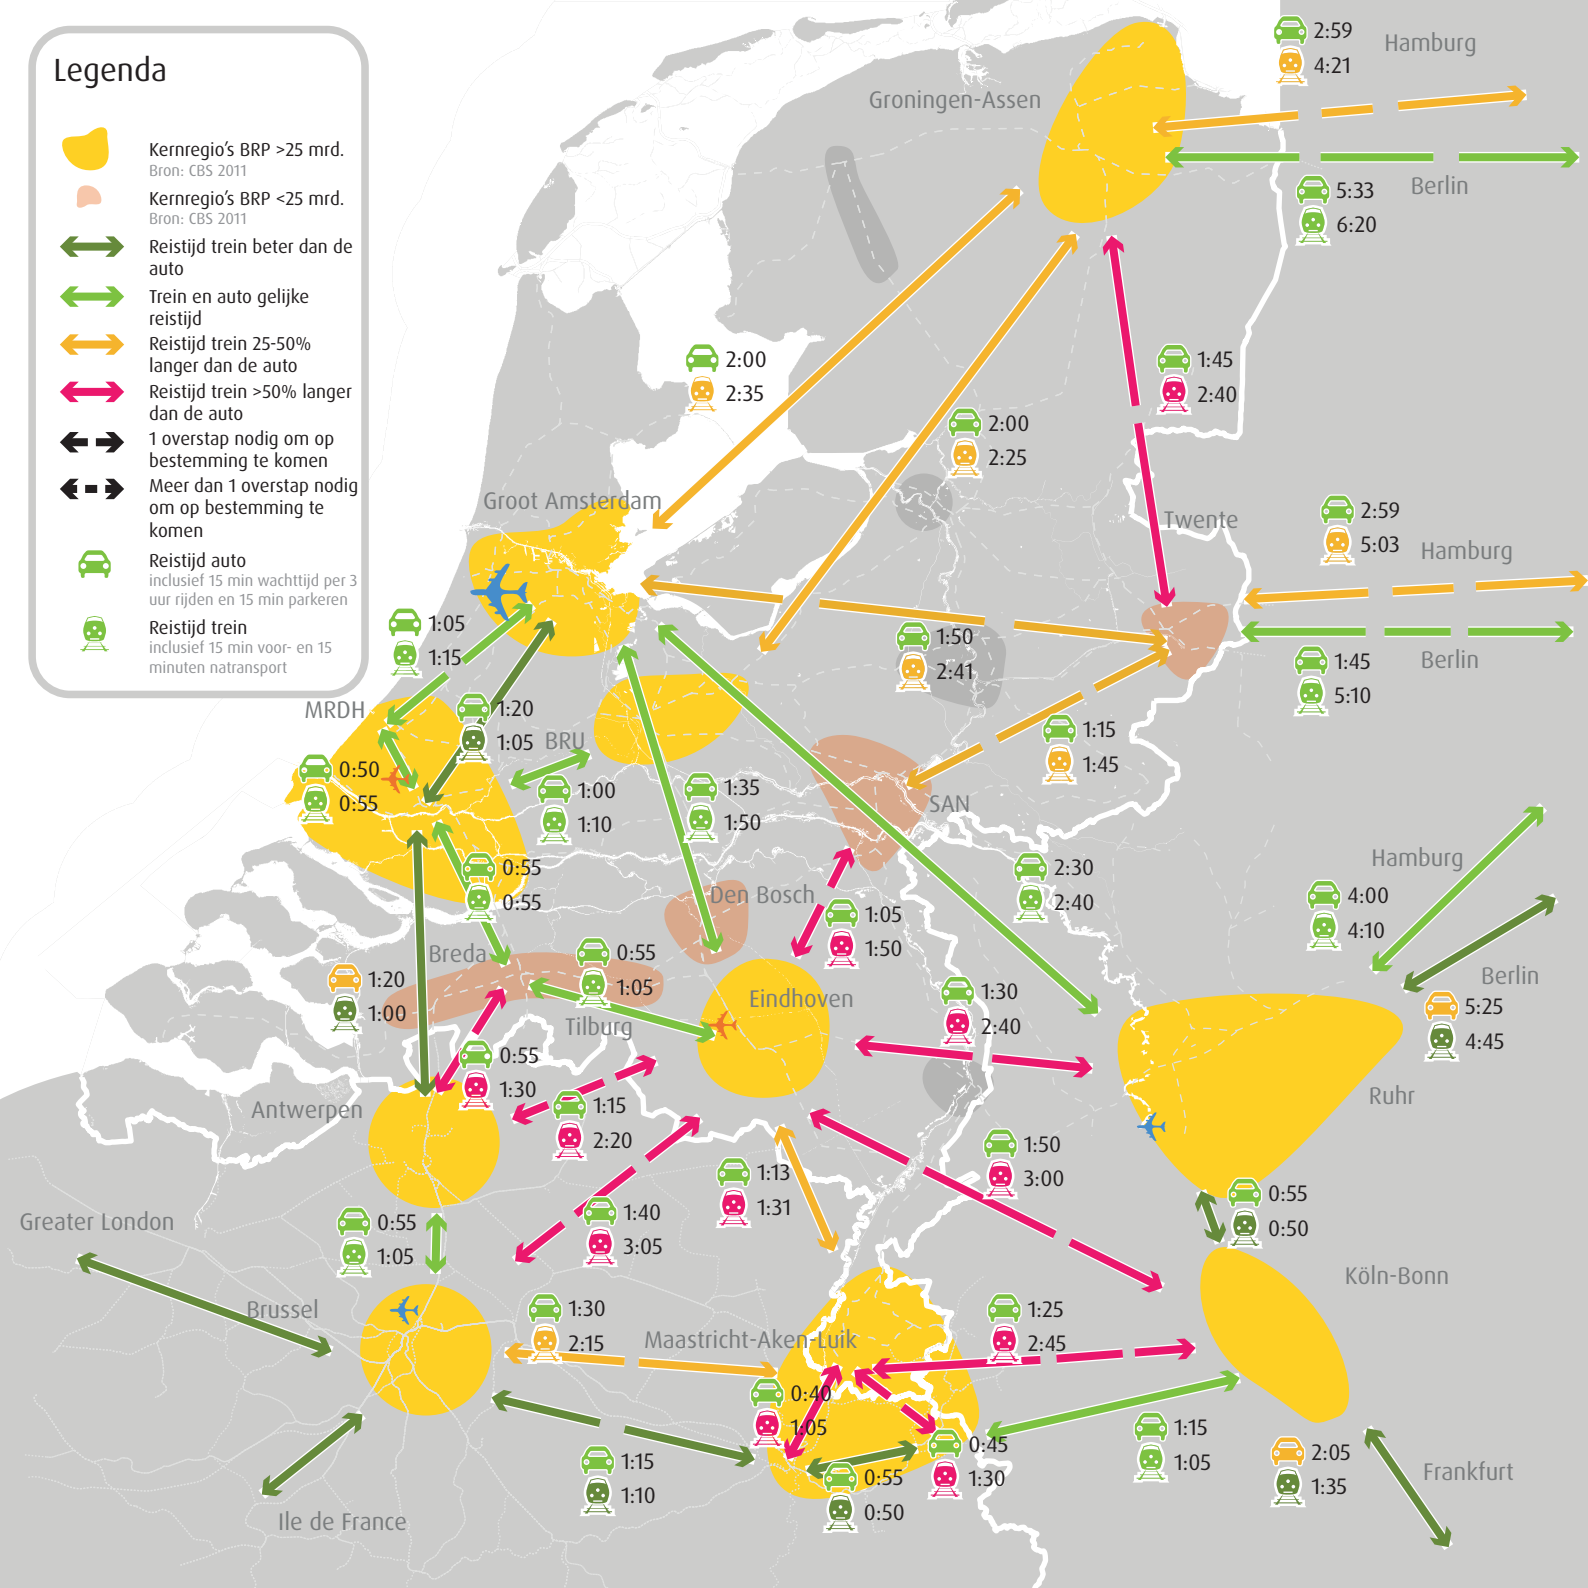 Legenda
Kernregio's BRP >25 mrd.
Bron: CBS 2011
Kernregio's BRP <25 mrd.
Bron: CBS 2011
Reistijd trein beter dan de
auto
Trein en auto gelijke
reistijd
Reistijd trein 25-50%
langer dan de auto
Reistijd trein >50% langer
dan de auto
1 overstap nodig om op
bestemming te komen
Meer dan 1 overstap nodig
om op bestemming te
komen
Reistijd auto
inclusief 15 min wachttijd per 3
uur rijden en 15 min parkeren
Reistijd trein
inclusief 15 min voor- en 15
minuten natransport
2:59
4:21
Hamburg
Groningen-Assen
5:33
6:20
Berlin
2:00
2:35
1:45
2:40
2:00
2:25
Groot Amsterdam
Twente
2:59
5:03
Hamburg
1:05
1:15
1:50
2:41
1:45
5:10
Berlin
MRDH
1:20
1:05
BRU
1:15
1:45
0:50
0:55
1:00
1:10
1:35
1:50
SAN
0:55
0:55
2:30
2:40
Hamburg
4:00
4:10
Den Bosch
1:05
1:50
Breda
0:55
1:05
1:20
1:00
Tilburg
Eindhoven
1:30
2:40
Berlin
5:25
4:45
0:55
1:30
Antwerpen
1:15
2:20
Ruhr
1:50
3:00
1:13
1:31
0:55
0:50
Greater London
0:55
1:05
1:40
3:05
Köln-Bonn
Brussel
1:30
2:15
Maastricht-Aken-Luik
1:25
2:45
0:40
1:05
0:45
1:30
1:15
1:05
2:05
1:35
Frankfurt
1:15
1:10
0:55
0:50
Ile de France